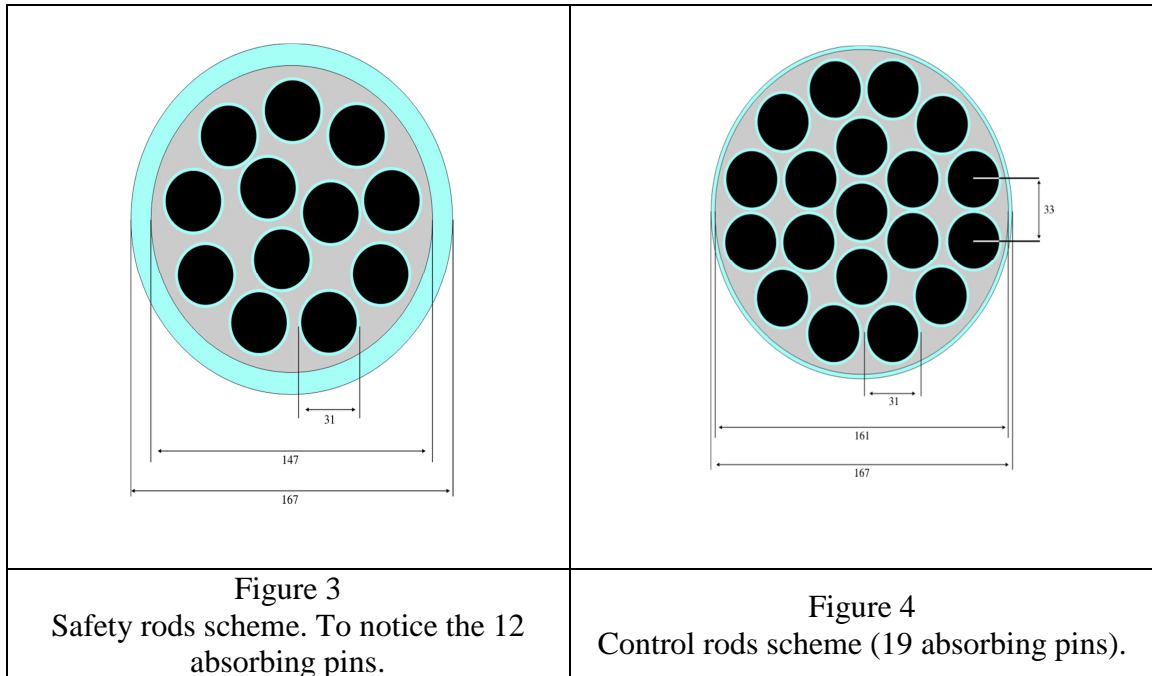 31
147
167
33
31
161
167
Figure 3
Safety rods scheme. To notice the 12
absorbing pins.
Figure 4
Control rods scheme (19 absorbing pins).